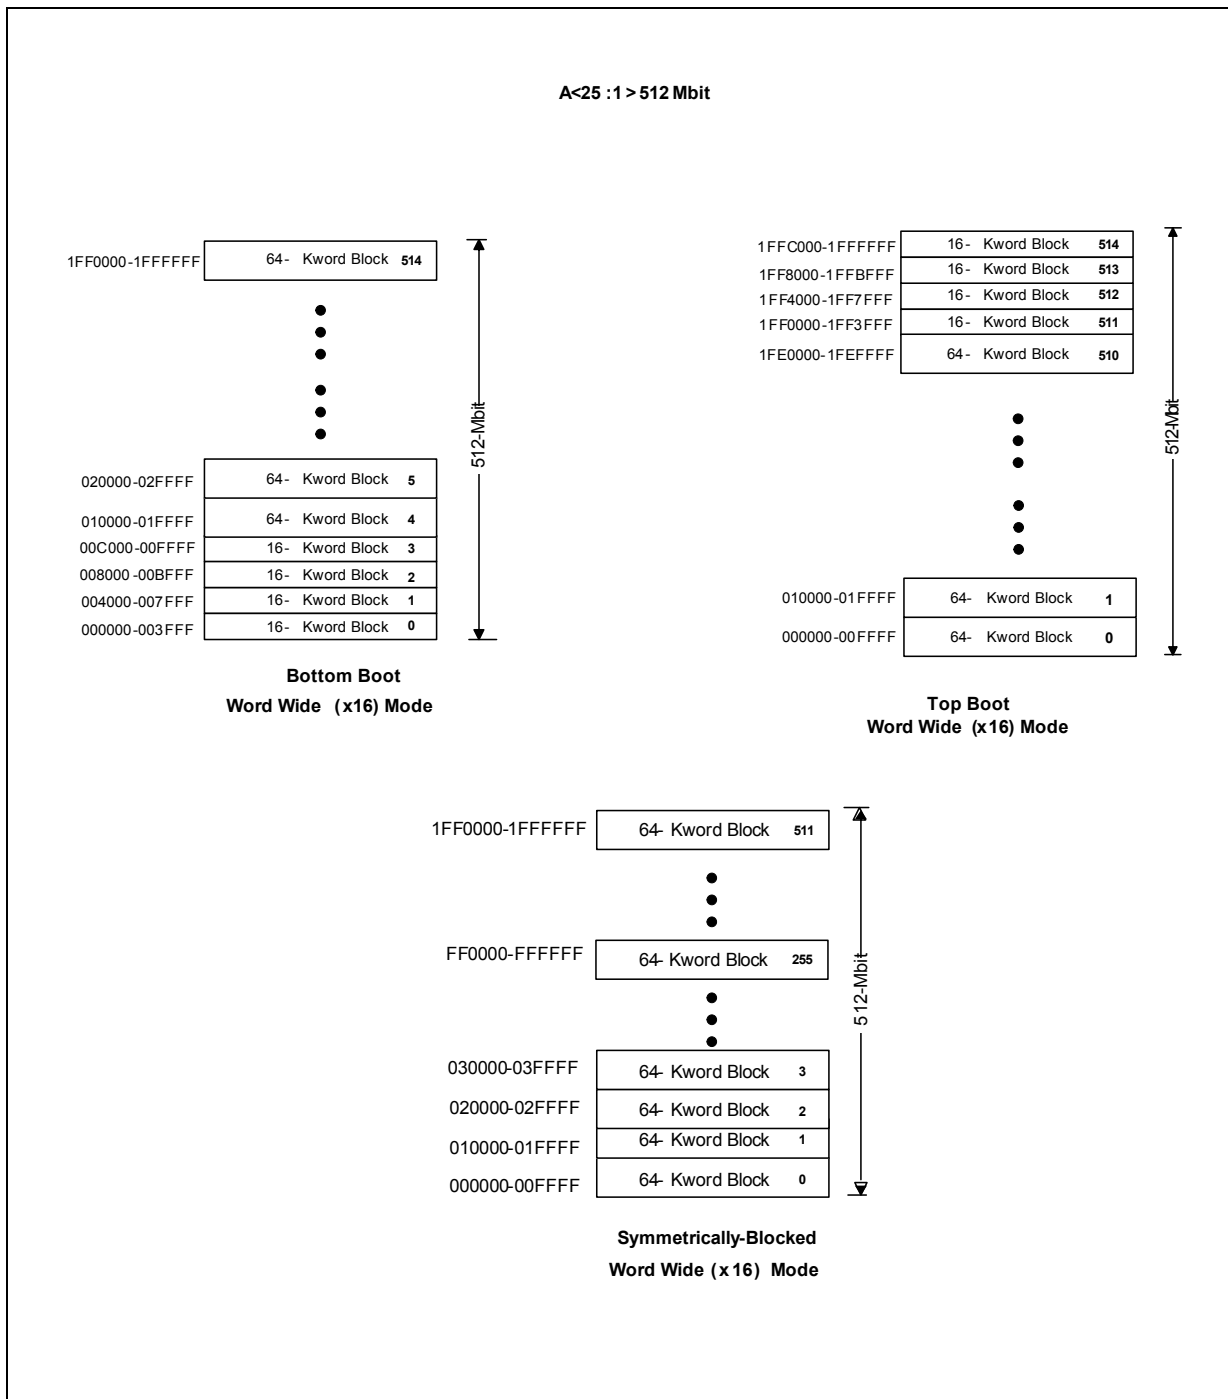 A<25 :1 > 512 Mbit
1FF0000-1FFFFFF 64- Kword Block 514
020000-02FFFF 64- Kword Block 5
010000-01FFFF 64- Kword Block 4
00C000-00FFFF 16- Kword Block 3
008000-00BFFF 16- Kword Block 2
004000-007FFF 16- Kword Block 1
000000-003FFF 16- Kword Block 0
512-Mbit
Bottom Boot
Word Wide (x16) Mode
1FFC000-1FFFFFF 16- Kword Block 514
1FF8000-1FFBFFF 16- Kword Block 513
1FF4000-1FF7FFF 16- Kword Block 512
1FF0000-1FF3FFF 16- Kword Block 511
1FE0000-1FEFFFF 64- Kword Block 510
010000-01FFFF 64- Kword Block 1
000000-00FFFF 64- Kword Block 0
512-Mbit
Top Boot
Word Wide (x16) Mode
1FF0000-1FFFFFF 64- Kword Block 511
FF0000-FFFFFF 64- Kword Block 255
030000-03FFFF 64- Kword Block 3
020000-02FFFF 64- Kword Block 2
010000-01FFFF 64- Kword Block 1
000000-00FFFF 64- Kword Block 0
512-Mbit
Symmetrically-Blocked
Word Wide (x16) Mode